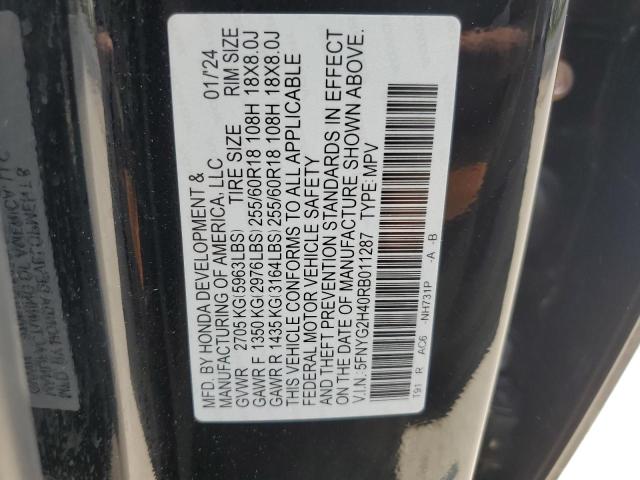 MFD. BY HONDA DEVELOPMENT &
MANUFACTURING OF AMERICA, LLC 01/'24
GVWR 2705 KG(5963LBS) TIRE SIZE RIM SIZE
GAWR F 1350 KG(2976LBS) 255/60R18 108H 18X8.0J
GAWR R 1435 KG(3164LBS) 255/60R18 108H 18X8.0J
THIS VEHICLE CONFORMS TO ALL APPLICABLE
FEDERAL MOTOR VEHICLE SAFETY
AND THEFT PREVENTION STANDARDS IN EFFECT
ON THE DATE OF MANUFACTURE SHOWN ABOVE.
V.I.N.: 5FNYG2H40RB011287 TYPE: MPV
T91 R AC6 -NH731P -A -B